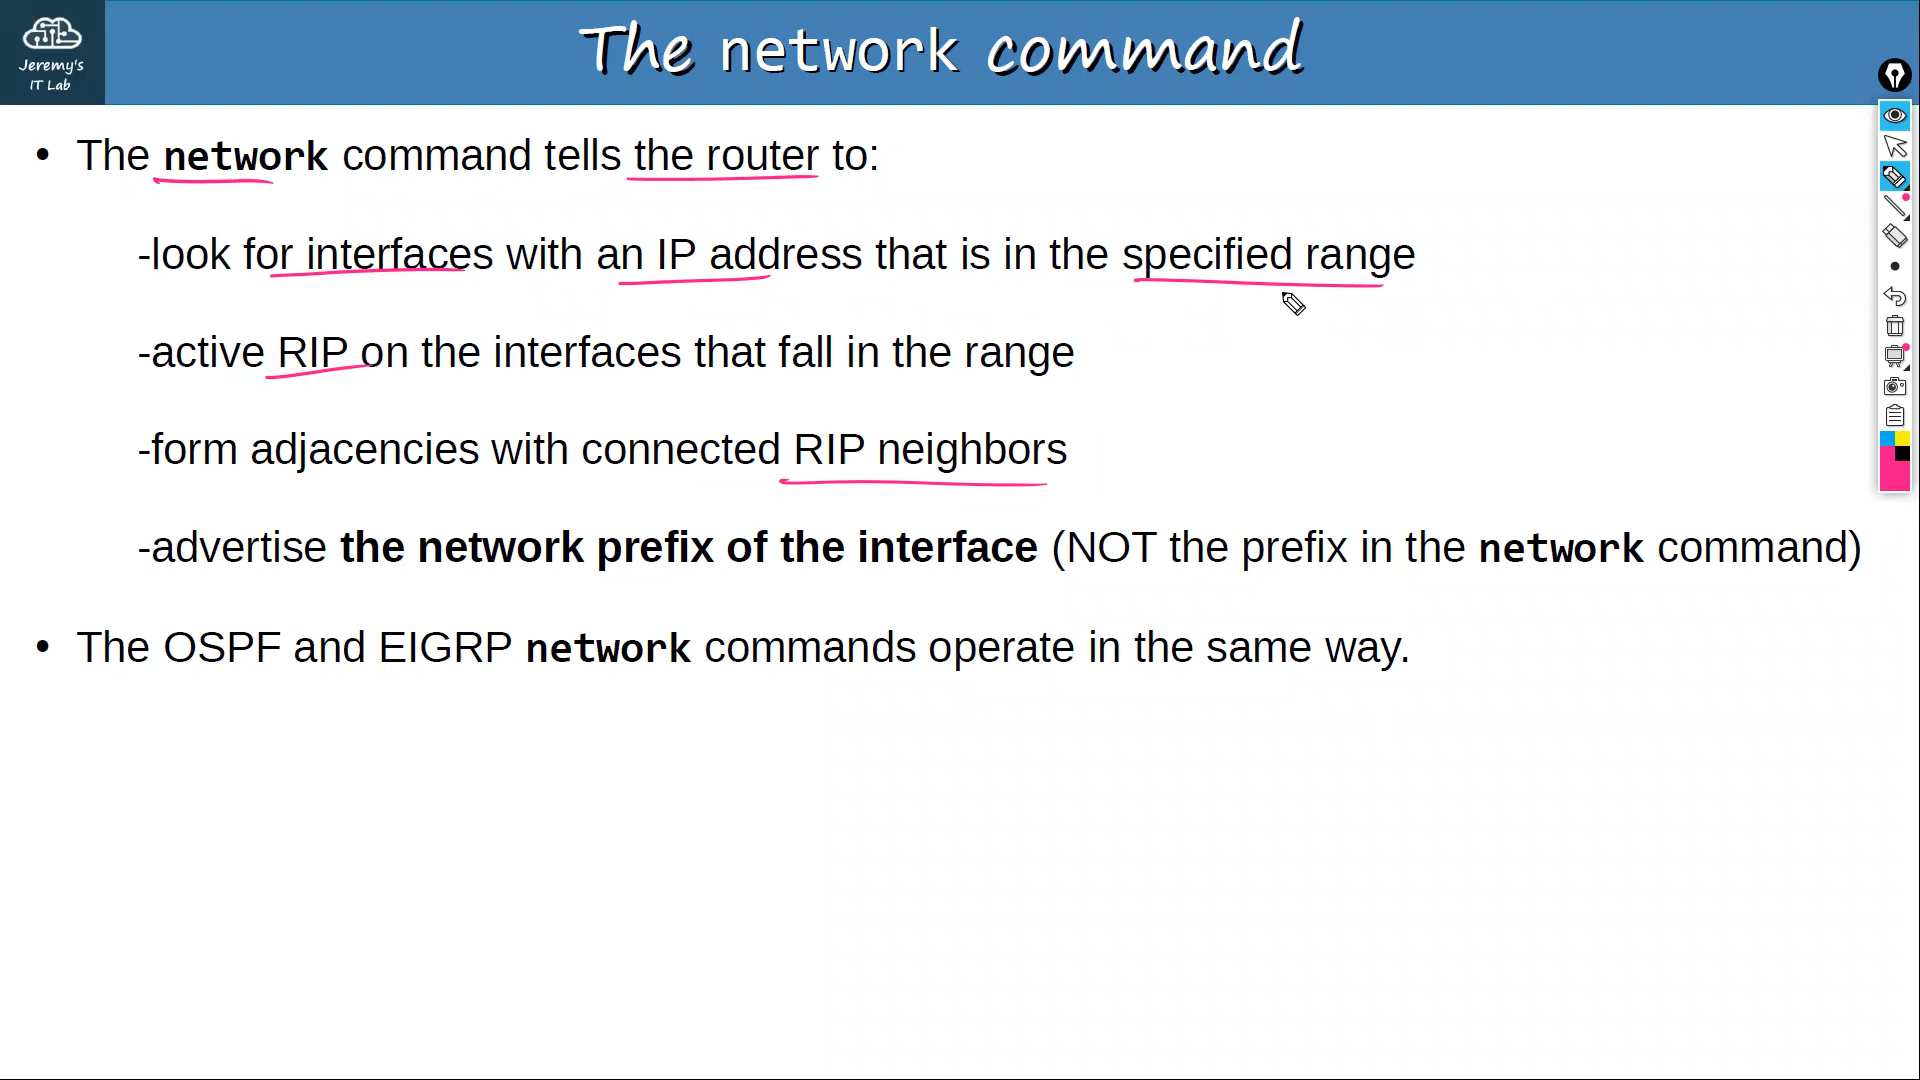 Jeremy's
IT Lab
The network command
• The network command tells the router to:
-look for interfaces with an IP address that is in the specified range
-active RIP on the interfaces that fall in the range
-form adjacencies with connected RIP neighbors
-advertise the network prefix of the interface (NOT the prefix in the network command)
• The OSPF and EIGRP network commands operate in the same way.